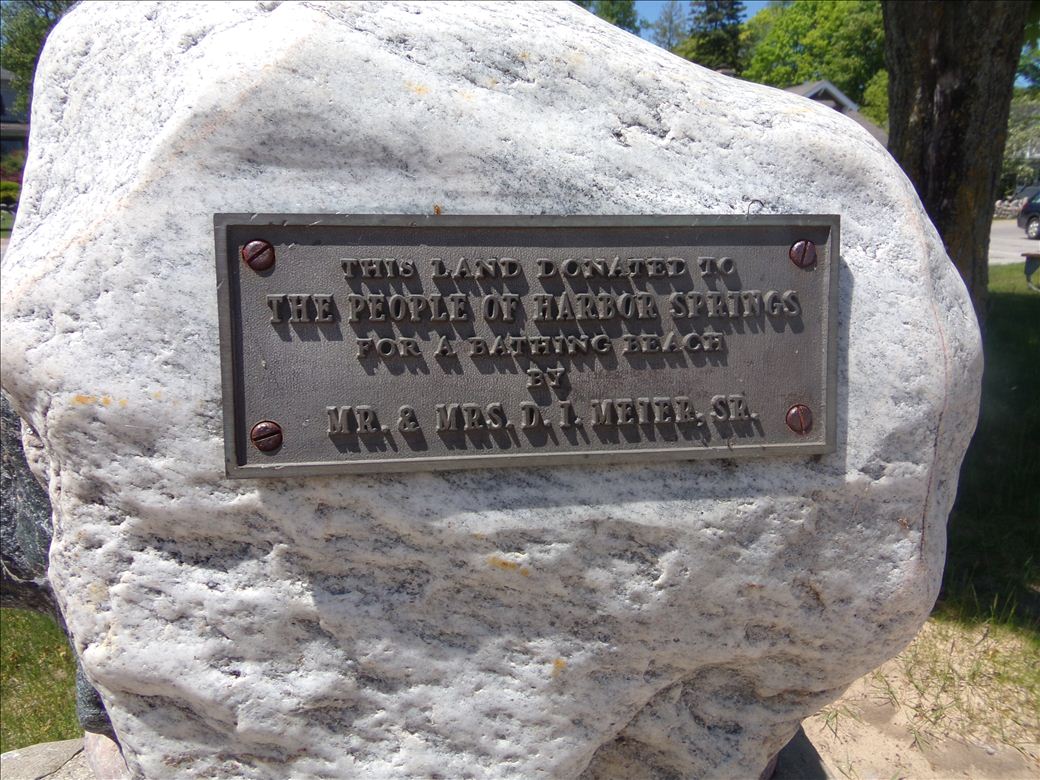 THIS LAND DONATED TO
THE PEOPLE OF HARBOR SPRINGS
FOR A BATHING BEACH
BY
MR. & MRS. D. I. MEIER, SR.